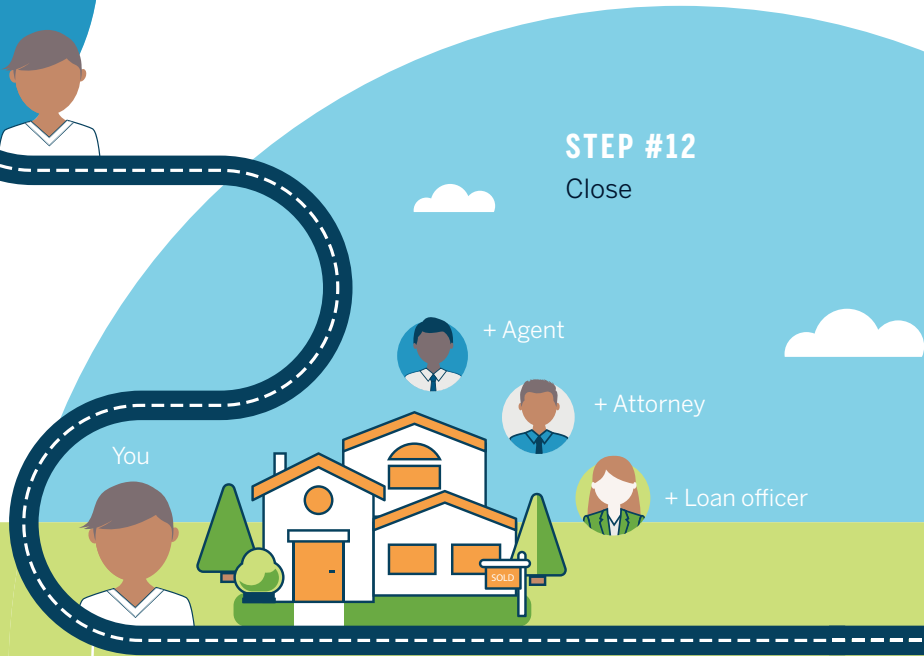 STEP #12
Close
+ Agent
+ Attorney
You
+ Loan officer
SOLD